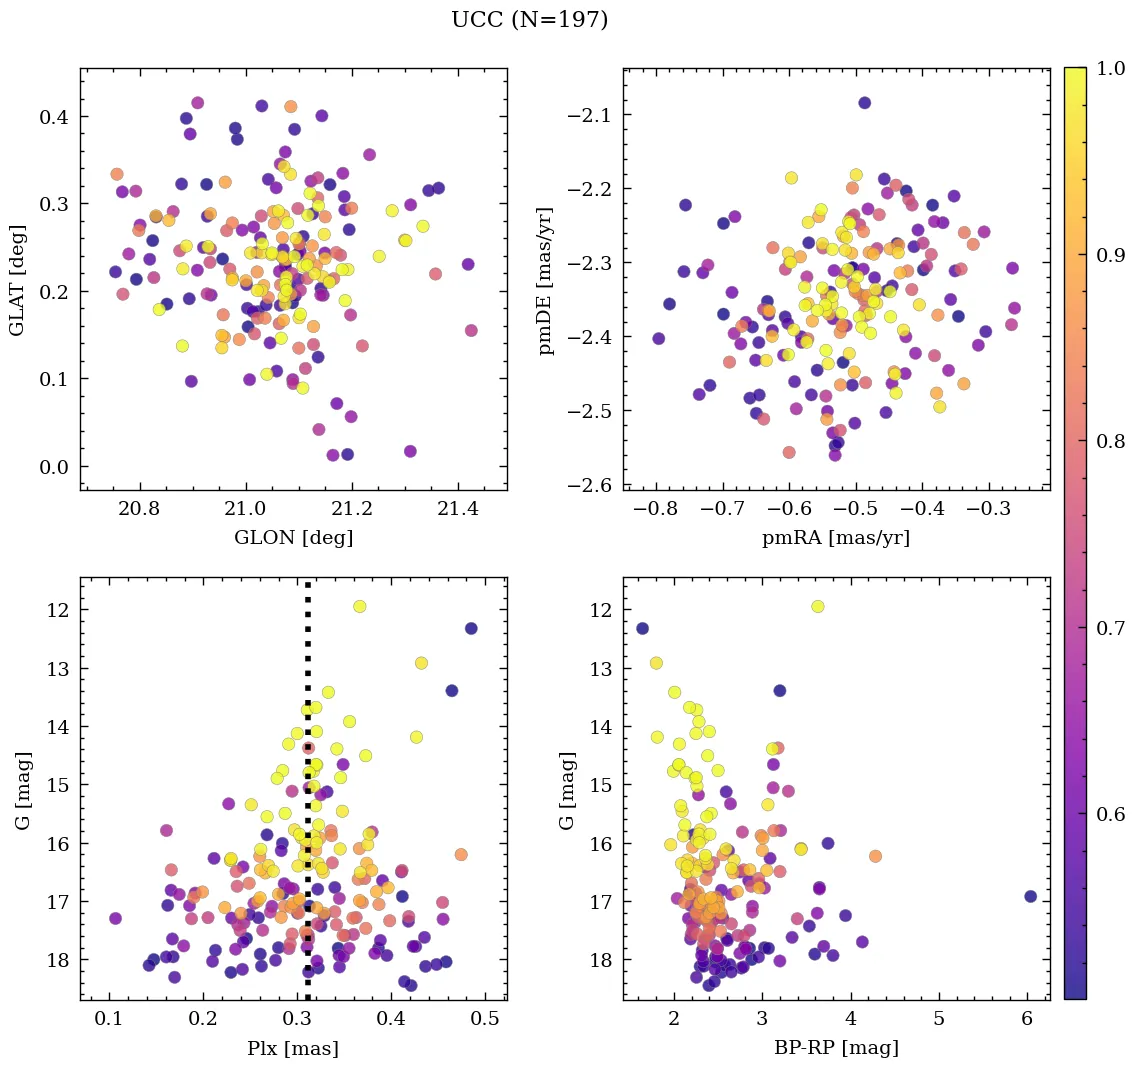 UCC (N=197)
0.4
0.3
0.2
0.1
0.0
GLAT [deg]
20.8 21.0 21.2 21.4
GLON [deg]
−2.1
−2.2
−2.3
−2.4
−2.5
−2.6
pmDE [mas/yr]
−0.8 −0.7 −0.6 −0.5 −0.4 −0.3
pmRA [mas/yr]
1.0
0.9
0.8
0.7
0.6
12
13
14
15
16
17
18
G [mag]
0.1 0.2 0.3 0.4 0.5
Plx [mas]
12
13
14
15
16
17
18
G [mag]
2 3 4 5 6
BP-RP [mag]